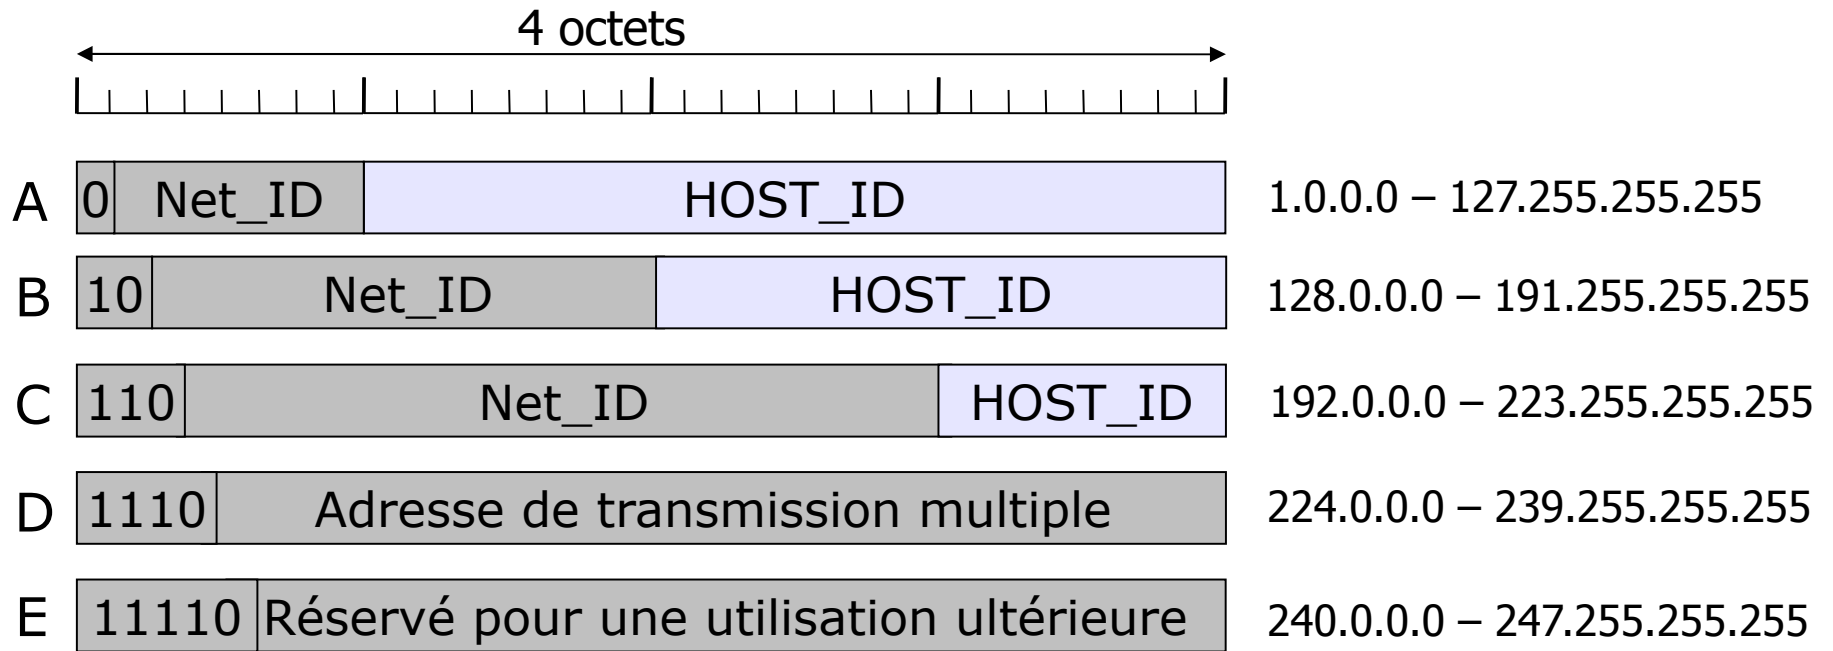 4 octets
A 0 Net_ID HOST_ID 1.0.0.0 – 127.255.255.255
B 10 Net_ID HOST_ID 128.0.0.0 – 191.255.255.255
C 110 Net_ID HOST_ID 192.0.0.0 – 223.255.255.255
D 1110 Adresse de transmission multiple 224.0.0.0 – 239.255.255.255
E 11110 Réservé pour une utilisation ultérieure 240.0.0.0 – 247.255.255.255